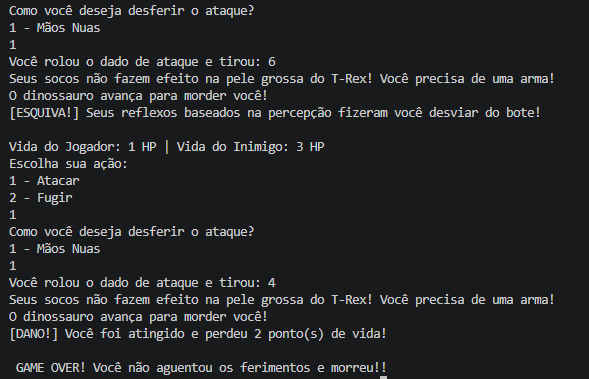 Como você deseja desferir o ataque?
1 - Mãos Nuas
1
Você rolou o dado de ataque e tirou: 6
Seus socos não fazem efeito na pele grossa do T-Rex! Você precisa de uma arma!
O dinossauro avança para morder você!
[ESQUIVA!] Seus reflexos baseados na percepção fizeram você desviar do bote!
Vida do Jogador: 1 HP | Vida do Inimigo: 3 HP
Escolha sua ação:
1 - Atacar
2 - Fugir
1
Como você deseja desferir o ataque?
1 - Mãos Nuas
1
Você rolou o dado de ataque e tirou: 4
Seus socos não fazem efeito na pele grossa do T-Rex! Você precisa de uma arma!
O dinossauro avança para morder você!
[DANO!] Você foi atingido e perdeu 2 ponto(s) de vida!
GAME OVER! Você não aguentou os ferimentos e morreu!!